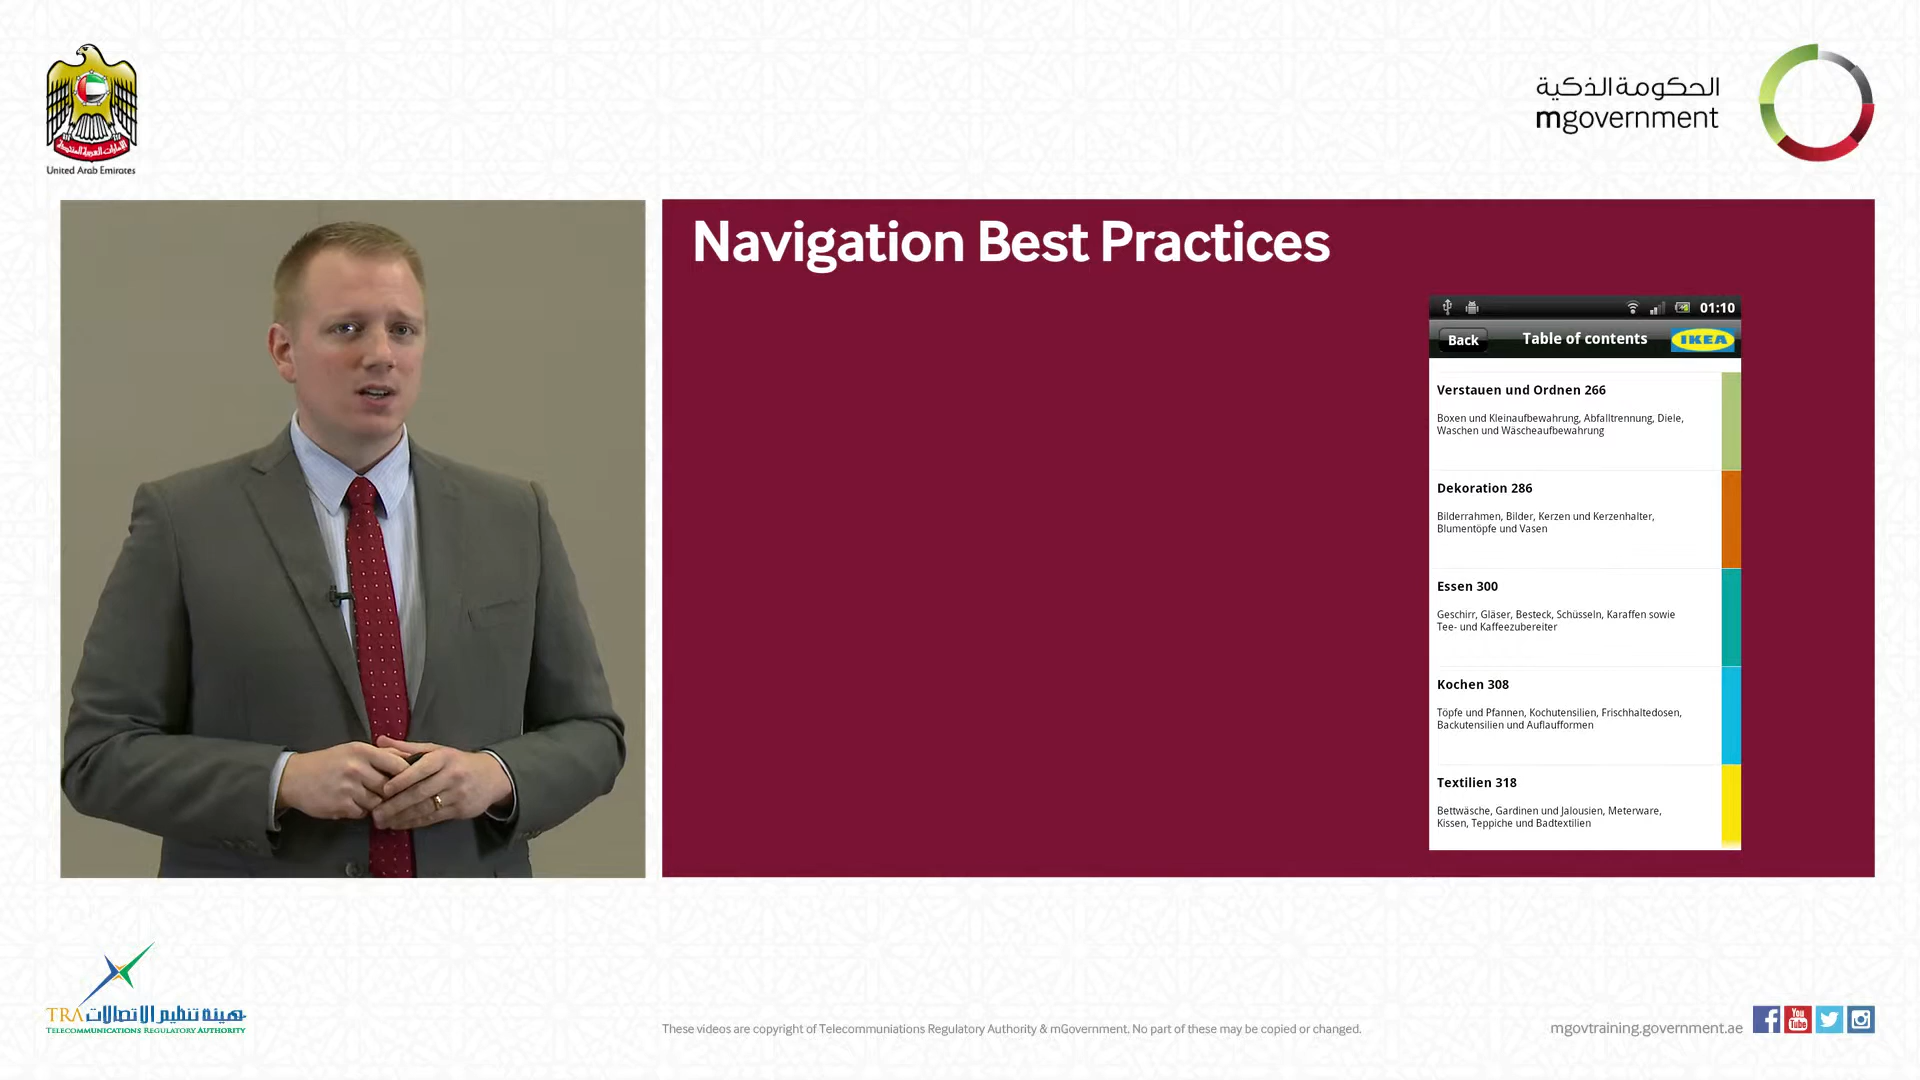 الإمارات العربية المتحدة
United Arab Emirates
الحكومة الذكية
mgovernment
Navigation Best Practices
01:10
Back
Table of contents
IKEA
Verstauen und Ordnen 266
Boxen und Kleinaufbewahrung, Abfalltrennung, Diele,
Waschen und Wäscheaufbewahrung
Dekoration 286
Bilderrahmen, Bilder, Kerzen und Kerzenhalter,
Blumentöpfe und Vasen
Essen 300
Geschirr, Gläser, Besteck, Schüsseln, Karaffen sowie
Tee- und Kaffeezubereiter
Kochen 308
Töpfe und Pfannen, Kochutensilien, Frischhaltedosen,
Backutensilien und Auflaufformen
Textilien 318
Bettwäsche, Gardinen und Jalousien, Meterware,
Kissen, Teppiche und Badtextilien
TRA هيئة تنظيم الاتصالات
TELECOMMUNICATIONS REGULATORY AUTHORITY
These videos are copyright of Telecommuniations Regulatory Authority & mGovernment. No part of these may be copied or changed.
mgovtraining.government.ae
You
Tube